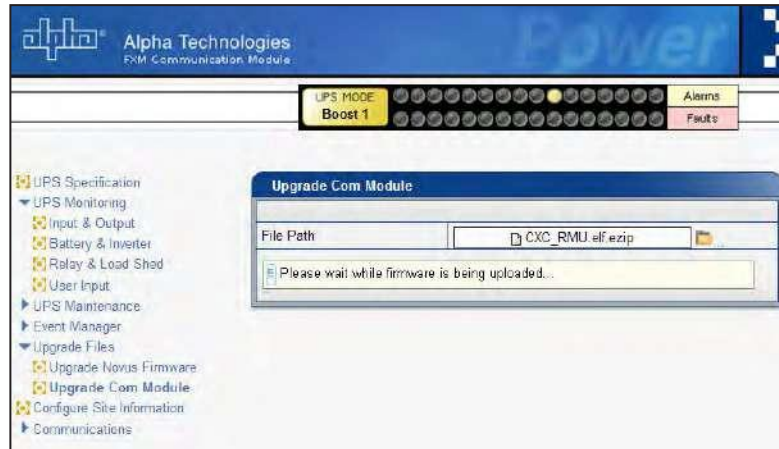 alpha®
Alpha Technologies
FXM Communication Module
Power
UPS MODE
Boost 1
Alarms
Faults
UPS Specification
UPS Monitoring
Input & Output
Battery & Inverter
Relay & Load Shed
User Input
UPS Maintenance
Event Manager
Upgrade Files
Upgrade Novus Firmware
Upgrade Com Module
Configure Site Information
Communications
Upgrade Com Module
File Path
CXC_RMU.elf.ezip
Please wait while firmware is being uploaded...